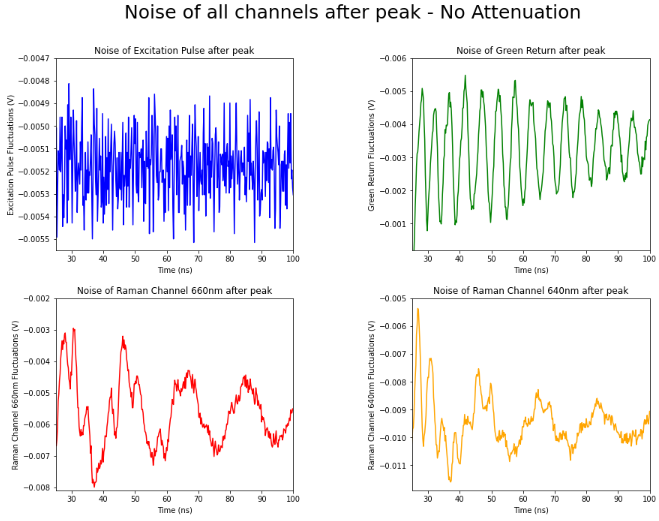 Noise of all channels after peak - No Attenuation
Noise of Excitation Pulse after peak
Excitation Pulse Fluctuations (V)
−0.0047
−0.0048
−0.0049
−0.0050
−0.0051
−0.0052
−0.0053
−0.0054
−0.0055
30 40 50 60 70 80 90 100
Time (ns)
Noise of Green Return after peak
Green Return Fluctuations (V)
−0.006
−0.005
−0.004
−0.003
−0.002
−0.001
30 40 50 60 70 80 90 100
Time (ns)
Noise of Raman Channel 660nm after peak
Raman Channel 660nm Fluctuations (V)
−0.002
−0.003
−0.004
−0.005
−0.006
−0.007
−0.008
30 40 50 60 70 80 90 100
Time (ns)
Noise of Raman Channel 640nm after peak
Raman Channel 640nm Fluctuations (V)
−0.005
−0.006
−0.007
−0.008
−0.009
−0.010
−0.011
30 40 50 60 70 80 90 100
Time (ns)